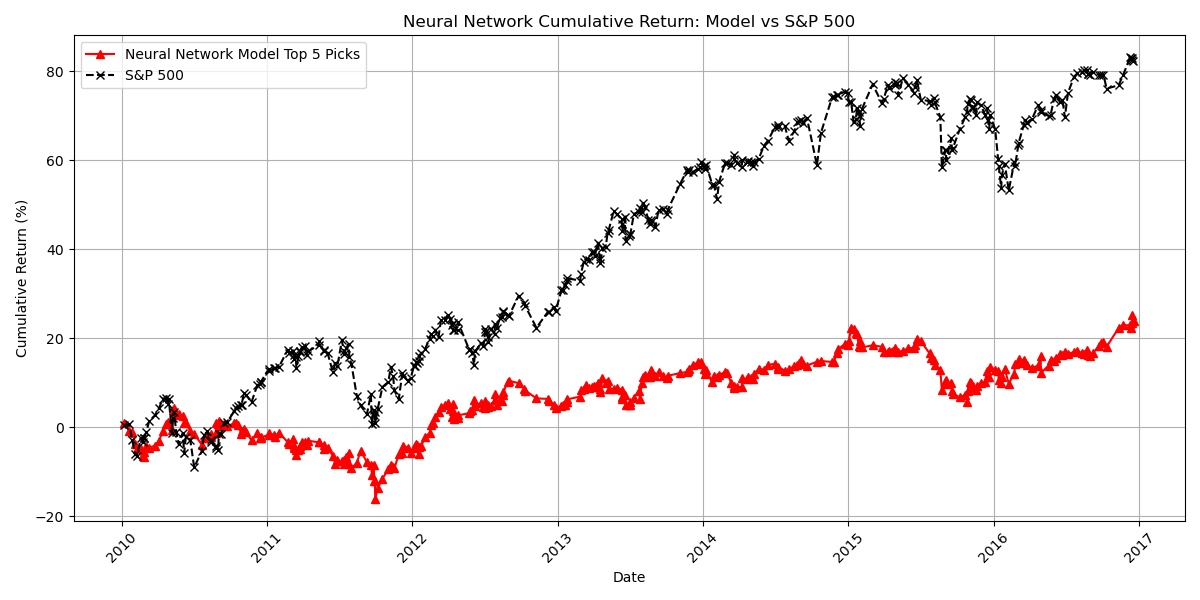 Neural Network Cumulative Return: Model vs S&P 500
Neural Network Model Top 5 Picks
S&P 500
Cumulative Return (%)
80
60
40
20
0
−20
2010
2011
2012
2013
2014
2015
2016
2017
Date